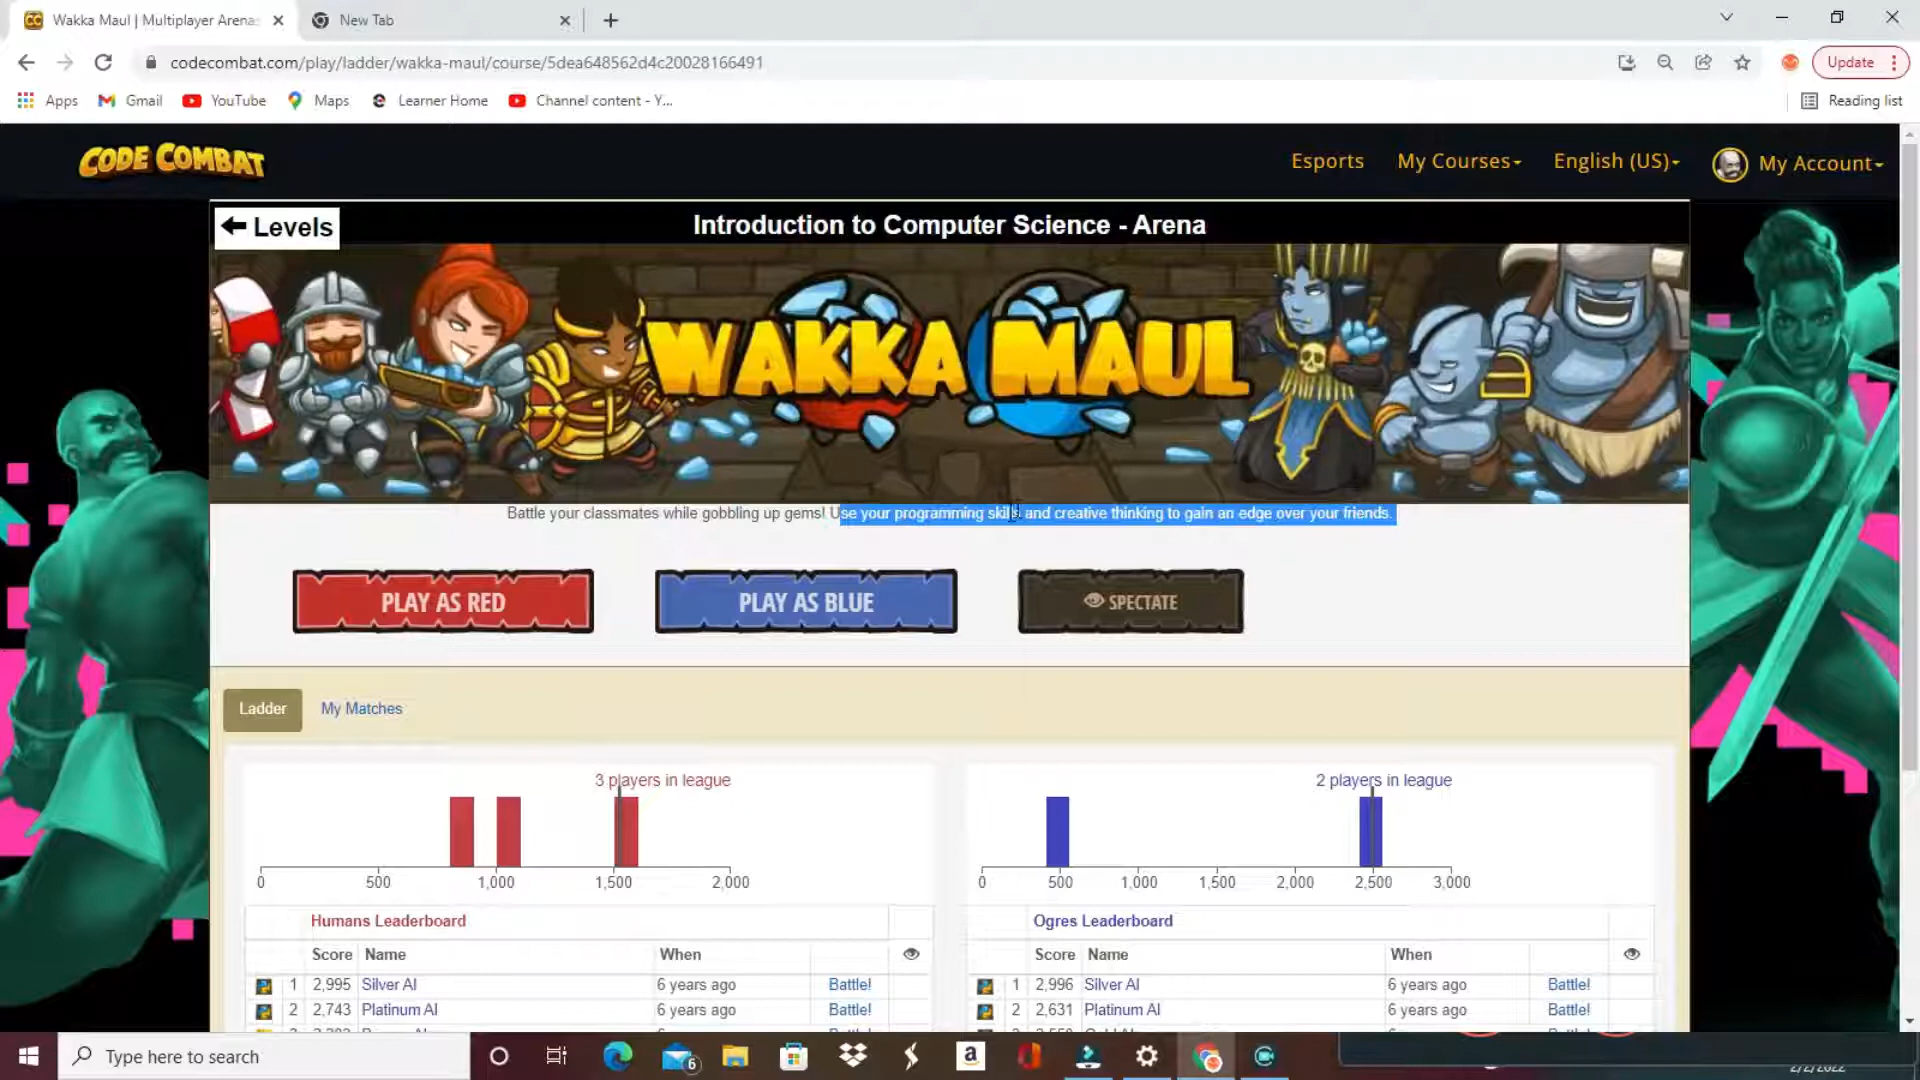 Wakka Maul | Multiplayer Arena
New Tab
codecombat.com/play/ladder/wakka-maul/course/5dea648562d4c20028166491
Update
Apps
Gmail
YouTube
Maps
Learner Home
Channel content - Y...
Reading list
CODE COMBAT
Esports
My Courses
English (US)
My Account
Levels
Introduction to Computer Science - Arena
WAKKA MAUL
Battle your classmates while gobbling up gems! Use your programming skills and creative thinking to gain an edge over your friends.
PLAY AS RED
PLAY AS BLUE
SPECTATE
Ladder
My Matches
3 players in league
0 500 1,000 1,500 2,000
2 players in league
0 500 1,000 1,500 2,000 2,500 3,000
Humans Leaderboard
Score Name When
1 2,995 Silver AI 6 years ago Battle!
2 2,743 Platinum AI 6 years ago Battle!
Ogres Leaderboard
Score Name When
1 2,996 Silver AI 6 years ago Battle!
2 2,631 Platinum AI 6 years ago Battle!
Type here to search
6
2/2/2022